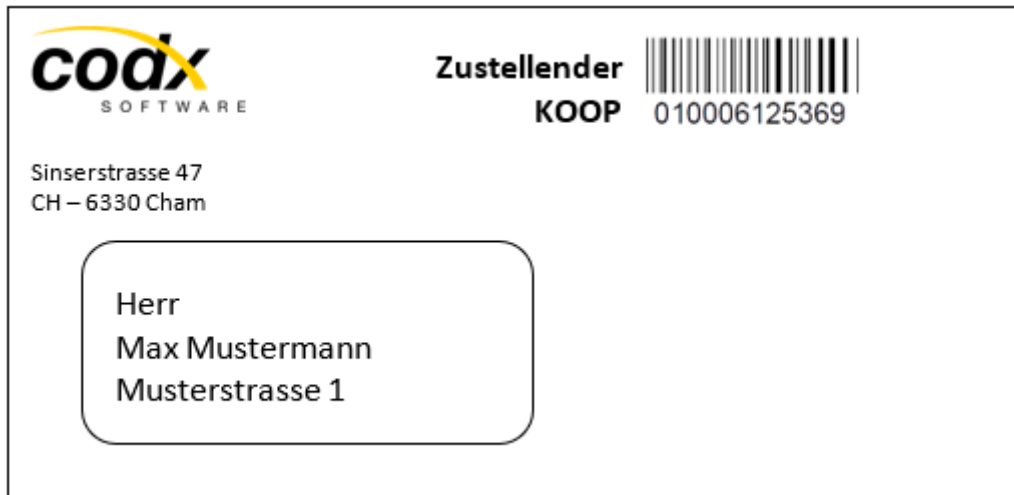 codx
SOFTWARE
Zustellender
KOOP
010006125369
Sinserstrasse 47
CH – 6330 Cham
Herr
Max Mustermann
Musterstrasse 1